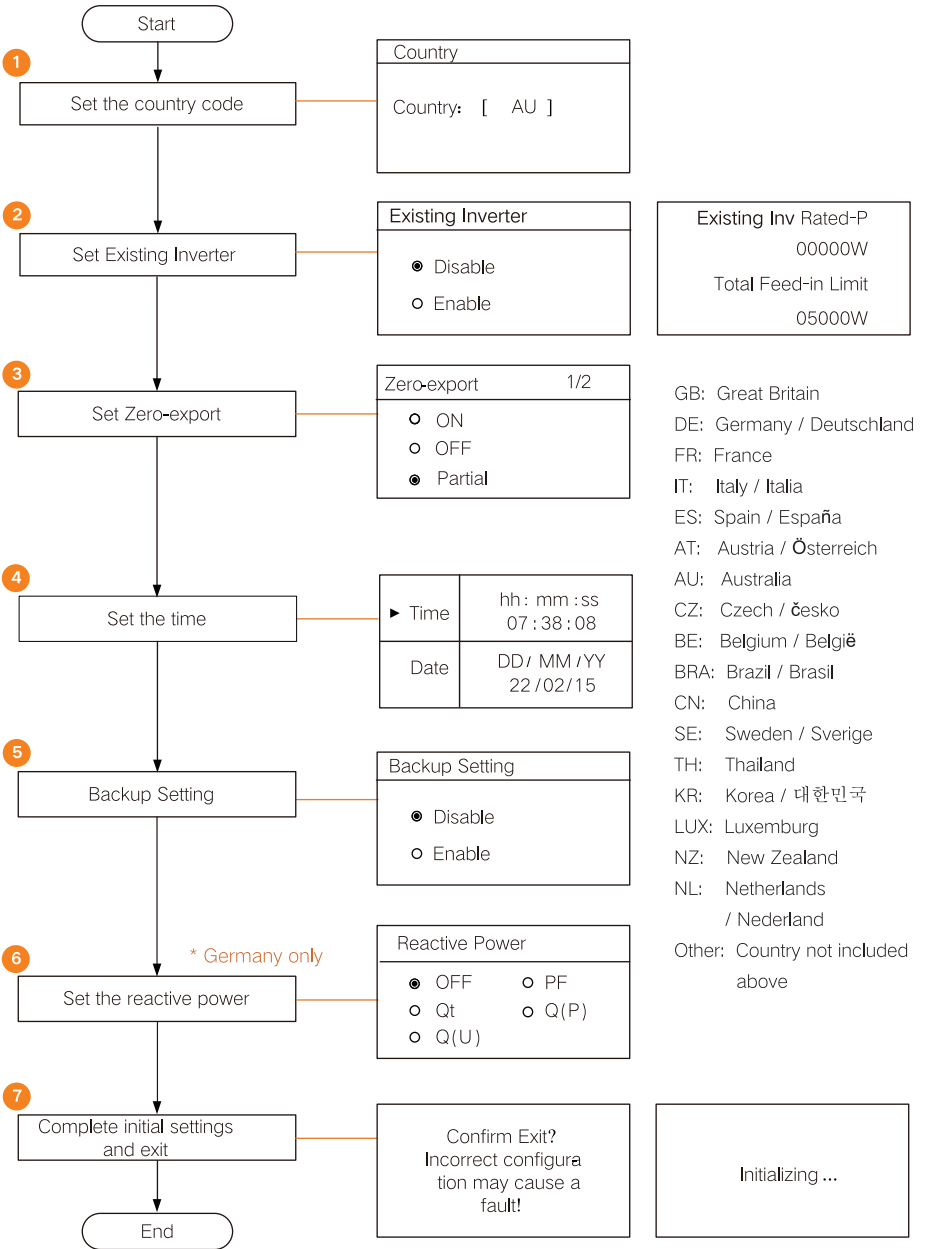 Start
1
Set the country code
Country
Country: [ AU ]
2
Set Existing Inverter
Existing Inverter
Disable
Enable
Existing Inv Rated-P
00000W
Total Feed-in Limit
05000W
3
Set Zero-export
Zero-export 1/2
ON
OFF
Partial
GB: Great Britain
DE: Germany / Deutschland
FR: France
IT: Italy / Italia
ES: Spain / España
AT: Austria / Österreich
AU: Australia
CZ: Czech / česko
BE: Belgium / België
BRA: Brazil / Brasil
CN: China
SE: Sweden / Sverige
TH: Thailand
KR: Korea / 대한민국
LUX: Luxemburg
NZ: New Zealand
NL: Netherlands
/ Nederland
Other: Country not included
above
4
Set the time
► Time
hh: mm :ss
07 : 38 : 08
Date
DD/ MM /YY
22 /02/ 15
5
Backup Setting
Backup Setting
Disable
Enable
6
* Germany only
Set the reactive power
Reactive Power
OFF PF
Qt Q(P)
Q(U)
7
Complete initial settings
and exit
Confirm Exit?
Incorrect configura
tion may cause a
fault!
Initializing ...
End